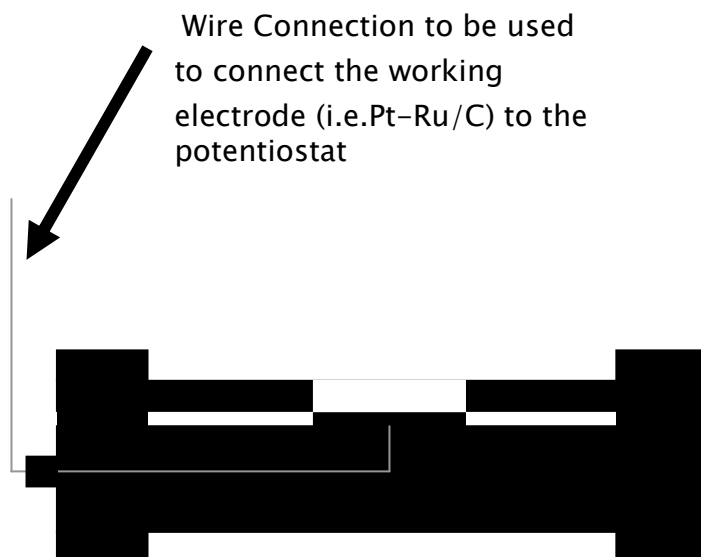 Wire Connection to be used
to connect the working
electrode (i.e.Pt-Ru/C) to the
potentiostat